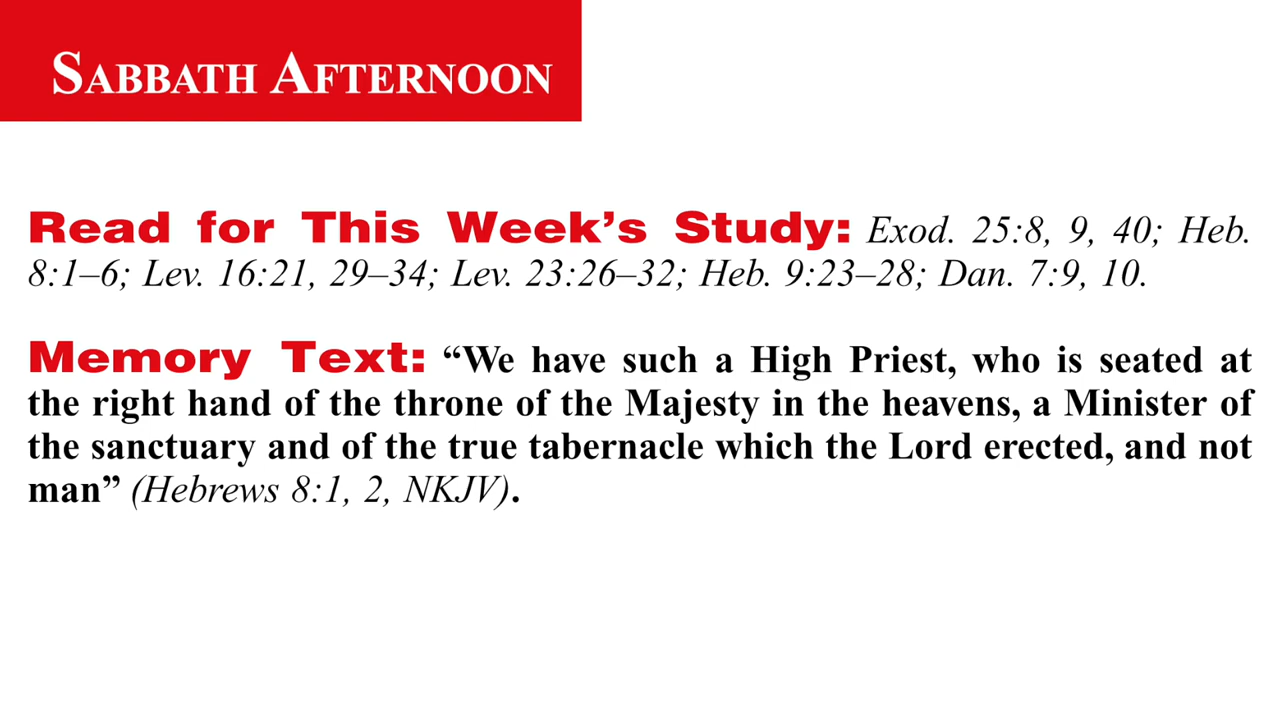 SABBATH AFTERNOON
Read for This Week’s Study: Exod. 25:8, 9, 40; Heb.
8:1–6; Lev. 16:21, 29–34; Lev. 23:26–32; Heb. 9:23–28; Dan. 7:9, 10.
Memory Text: “We have such a High Priest, who is seated at
the right hand of the throne of the Majesty in the heavens, a Minister of
the sanctuary and of the true tabernacle which the Lord erected, and not
man” (Hebrews 8:1, 2, NKJV).